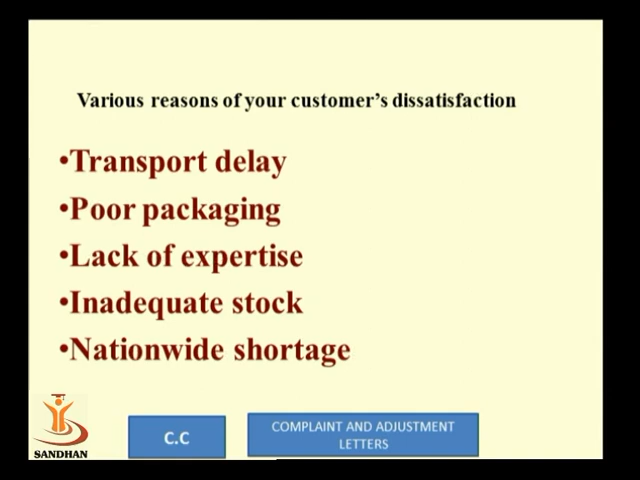 Various reasons of your customer's dissatisfaction
•Transport delay
•Poor packaging
•Lack of expertise
•Inadequate stock
•Nationwide shortage
SANDHAN
C.C
COMPLAINT AND ADJUSTMENT
LETTERS